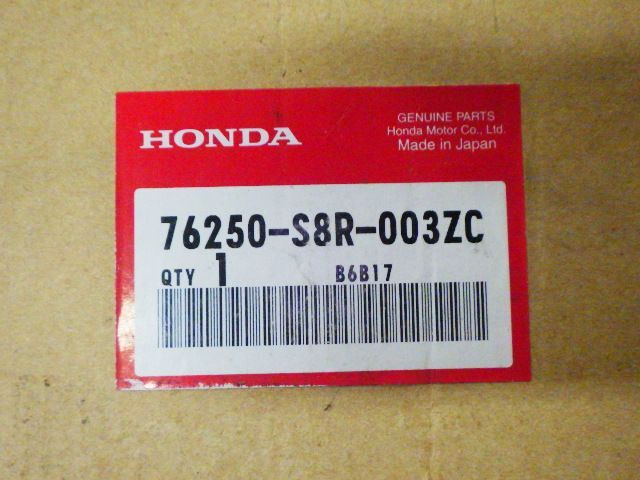 HONDA
GENUINE PARTS
Honda Motor Co., Ltd.
Made in Japan
76250-S8R-003ZC
QTY 1 B6B17